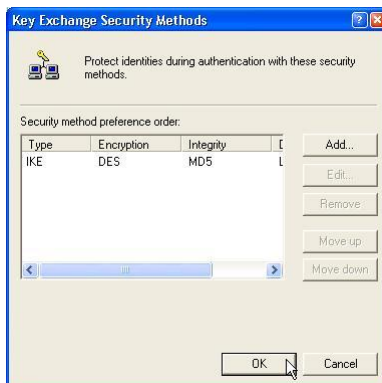 Key Exchange Security Methods
Protect identities during authentication with these security
methods.
Security method preference order:
Type Encryption Integrity D
IKE DES MD5 L
Add...
Edit...
Remove
Move up
Move down
OK
Cancel